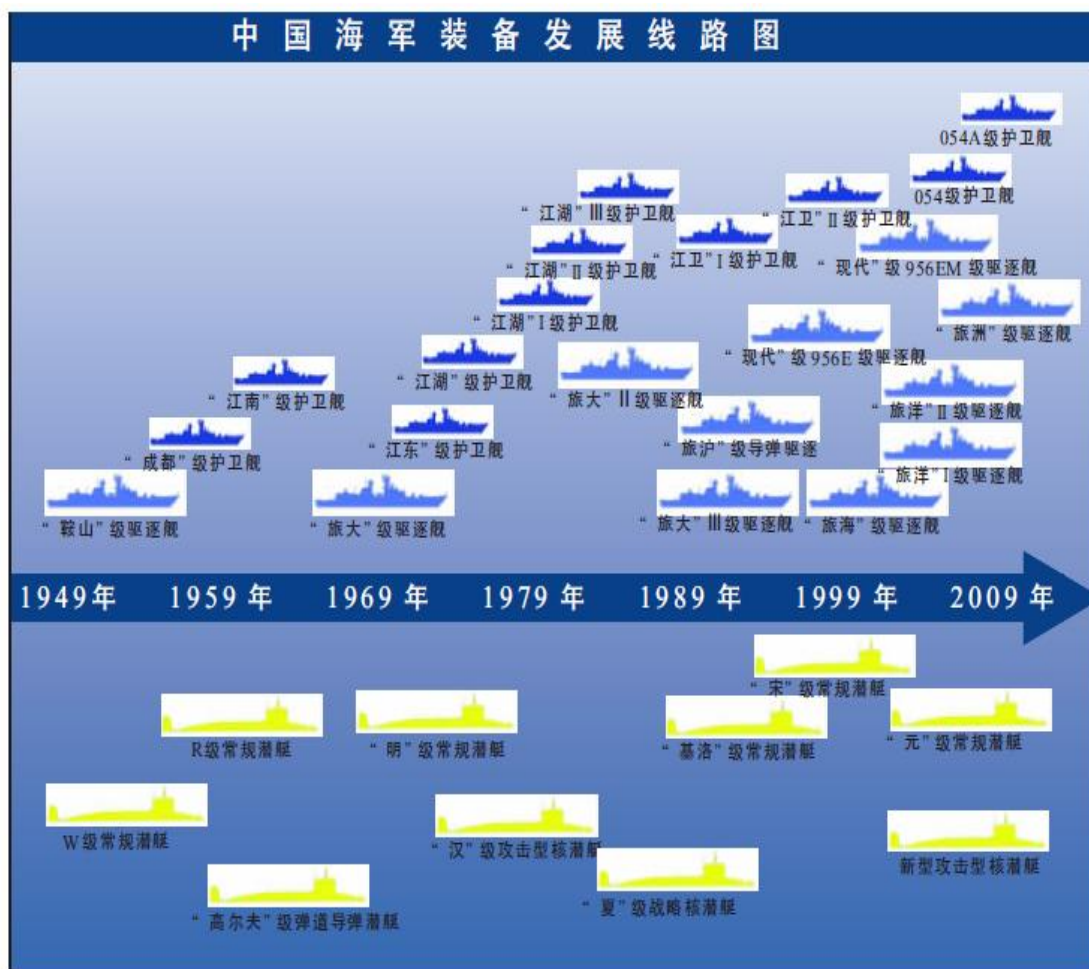 中国海军装备发展线路图
054A级护卫舰
054级护卫舰
“江湖”Ⅲ级护卫舰
“江卫”Ⅱ级护卫舰
“江湖”Ⅱ级护卫舰
“江卫”Ⅰ级护卫舰
“现代”级956EM级驱逐舰
“江湖”Ⅰ级护卫舰
“旅洲”级驱逐舰
“现代”级956E级驱逐舰
“江湖”级护卫舰
“江南”级护卫舰
“旅大”Ⅱ级驱逐舰
“旅洋”Ⅱ级驱逐舰
“江东”级护卫舰
“旅沪”级导弹驱逐
“成都”级护卫舰
“旅洋”Ⅰ级驱逐舰
“鞍山”级驱逐舰
“旅大”级驱逐舰
“旅大”Ⅲ级驱逐舰
“旅海”级驱逐舰
1949年 1959年 1969年 1979年 1989年 1999年 2009年
“宋”级常规潜艇
R级常规潜艇
“明”级常规潜艇
“基洛”级常规潜艇
“元”级常规潜艇
W级常规潜艇
“汉”级攻击型核潜艇
新型攻击型核潜艇
“高尔夫”级弹道导弹潜艇
“夏”级战略核潜艇